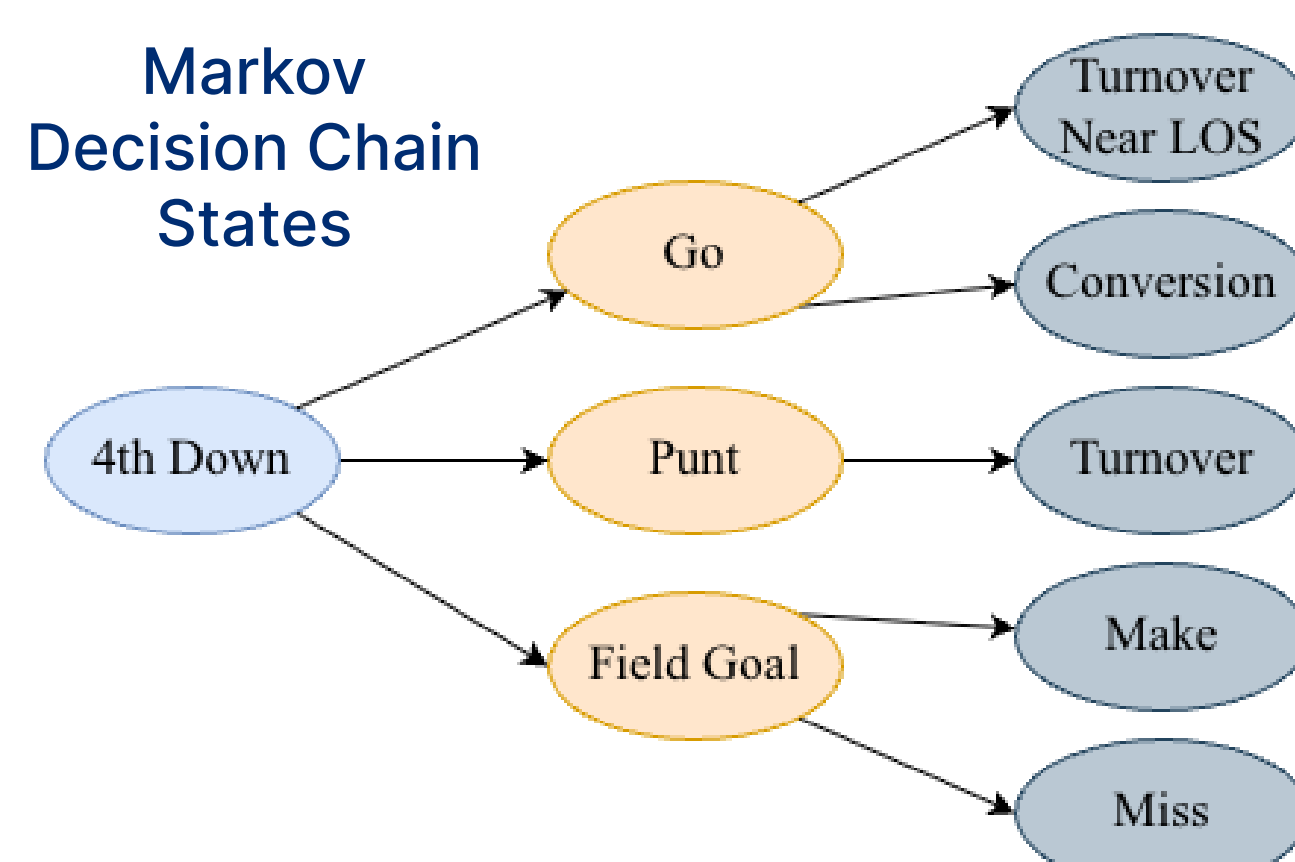 Markov
Decision Chain
States
Turnover
Near LOS
Go
Conversion
4th Down
Punt
Turnover
Field Goal
Make
Miss